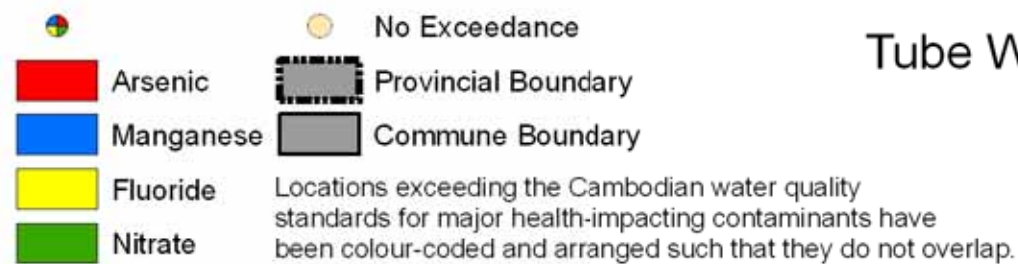 No Exceedance
Tube W
Arsenic
Provincial Boundary
Manganese
Commune Boundary
Fluoride
Nitrate
Locations exceeding the Cambodian water quality
standards for major health-impacting contaminants have
been colour-coded and arranged such that they do not overlap.